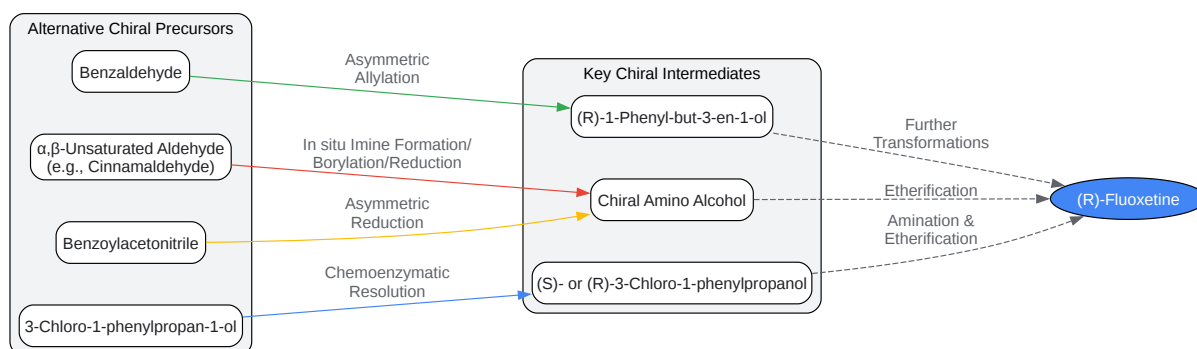 Alternative Chiral Precursors
Benzaldehyde
α,β-Unsaturated Aldehyde
(e.g., Cinnamaldehyde)
Benzoylacetonitrile
3-Chloro-1-phenylpropan-1-ol
Asymmetric
Allylation
In situ Imine Formation/
Borylation/Reduction
Asymmetric
Reduction
Chemoenzymatic
Resolution
Key Chiral Intermediates
(R)-1-Phenyl-but-3-en-1-ol
Chiral Amino Alcohol
(S)- or (R)-3-Chloro-1-phenylpropanol
Further
Transformations
Etherification
Amination &
Etherification
(R)-Fluoxetine